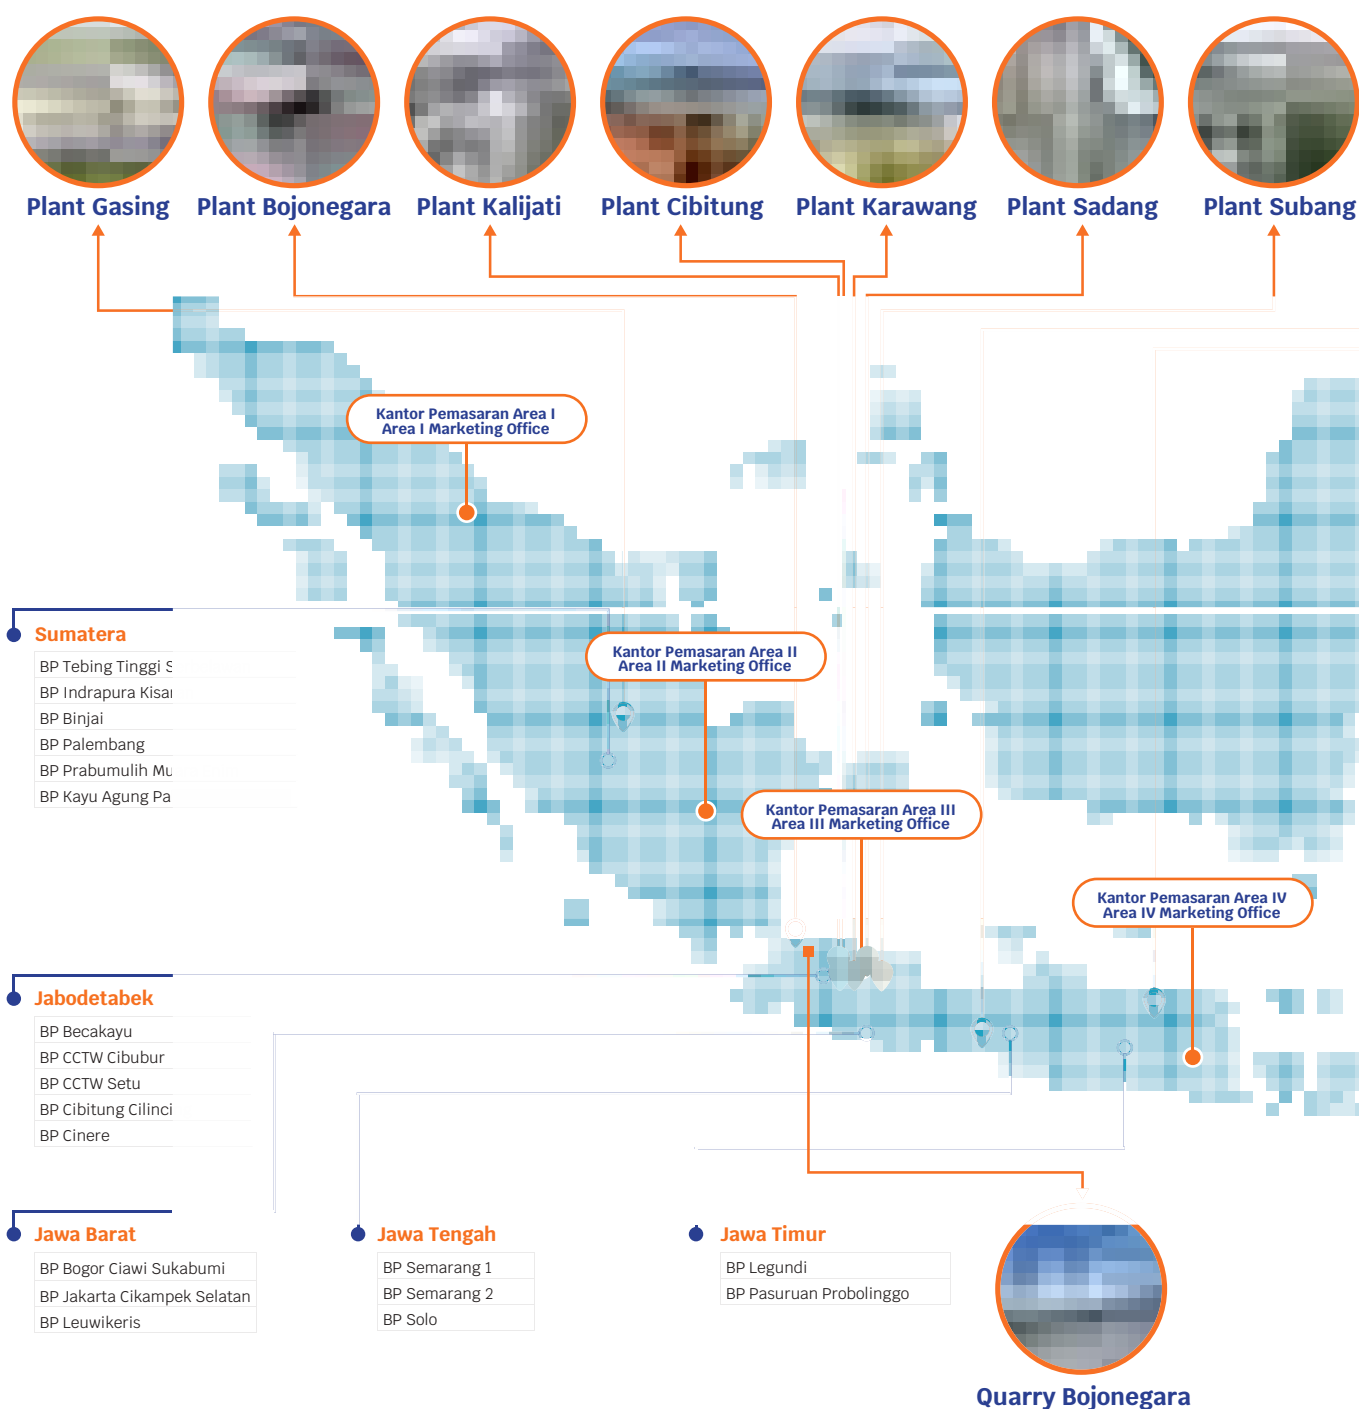 Plant Gasing
Plant Bojonegara
Plant Kalijati
Plant Cibitung
Plant Karawang
Plant Sadang
Plant Subang
Kantor Pemasaran Area I
Area I Marketing Office
Sumatera
BP Tebing Tinggi
BP Indrapura
BP Binjai
BP Palembang
BP Prabumulih
BP Kayu Agung
Kantor Pemasaran Area II
Area II Marketing Office
Kantor Pemasaran Area III
Area III Marketing Office
Kantor Pemasaran Area IV
Area IV Marketing Office
Jabodetabek
BP Becakayu
BP CCTW Cibubur
BP CCTW Setu
BP Cibitung
BP Cinere
Jawa Barat
BP Bogor Ciawi Sukabumi
BP Jakarta Cikampek Selatan
BP Leuwikeris
Jawa Tengah
BP Semarang 1
BP Semarang 2
BP Solo
Jawa Timur
BP Legundi
BP Pasuruan Probolinggo
Quarry Bojonegara